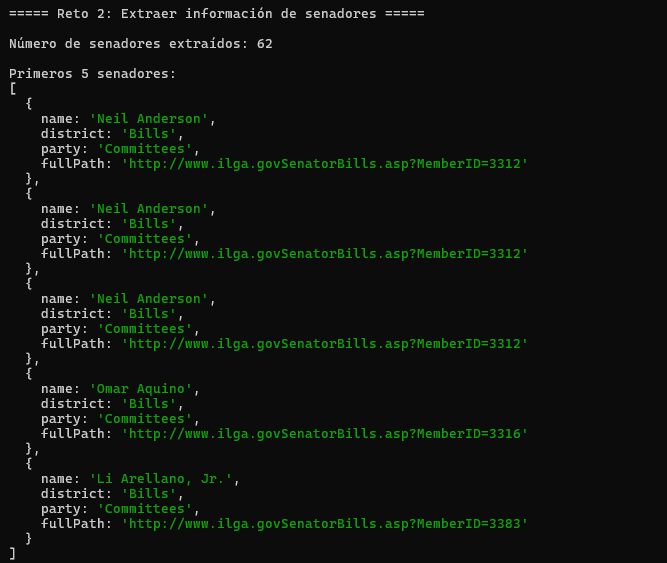 ===== Reto 2: Extraer información de senadores =====
Número de senadores extraídos: 62
Primeros 5 senadores:
[
  {
    name: 'Neil Anderson',
    district: 'Bills',
    party: 'Committees',
    fullPath: 'http://www.ilga.govSenatorBills.asp?MemberID=3312'
  },
  {
    name: 'Neil Anderson',
    district: 'Bills',
    party: 'Committees',
    fullPath: 'http://www.ilga.govSenatorBills.asp?MemberID=3312'
  },
  {
    name: 'Neil Anderson',
    district: 'Bills',
    party: 'Committees',
    fullPath: 'http://www.ilga.govSenatorBills.asp?MemberID=3312'
  },
  {
    name: 'Omar Aquino',
    district: 'Bills',
    party: 'Committees',
    fullPath: 'http://www.ilga.govSenatorBills.asp?MemberID=3316'
  },
  {
    name: 'Li Arellano, Jr.',
    district: 'Bills',
    party: 'Committees',
    fullPath: 'http://www.ilga.govSenatorBills.asp?MemberID=3383'
  }
]